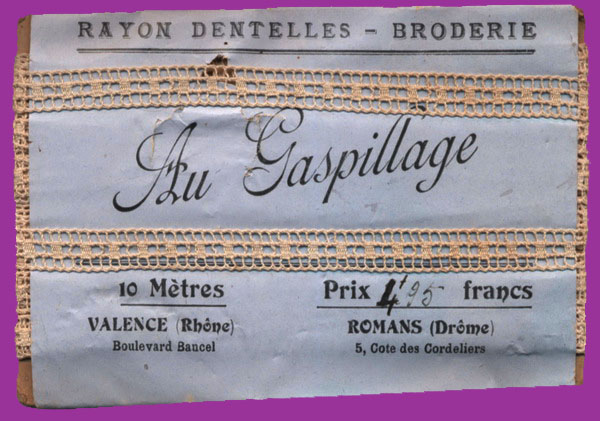 RAYON DENTELLES - BRODERIE
Au Gaspillage
10 Mètres
Prix 4'95 francs
VALENCE (Rhône)
ROMANS (Drôme)
Boulevard Bancel
5, Cote des Cordeliers